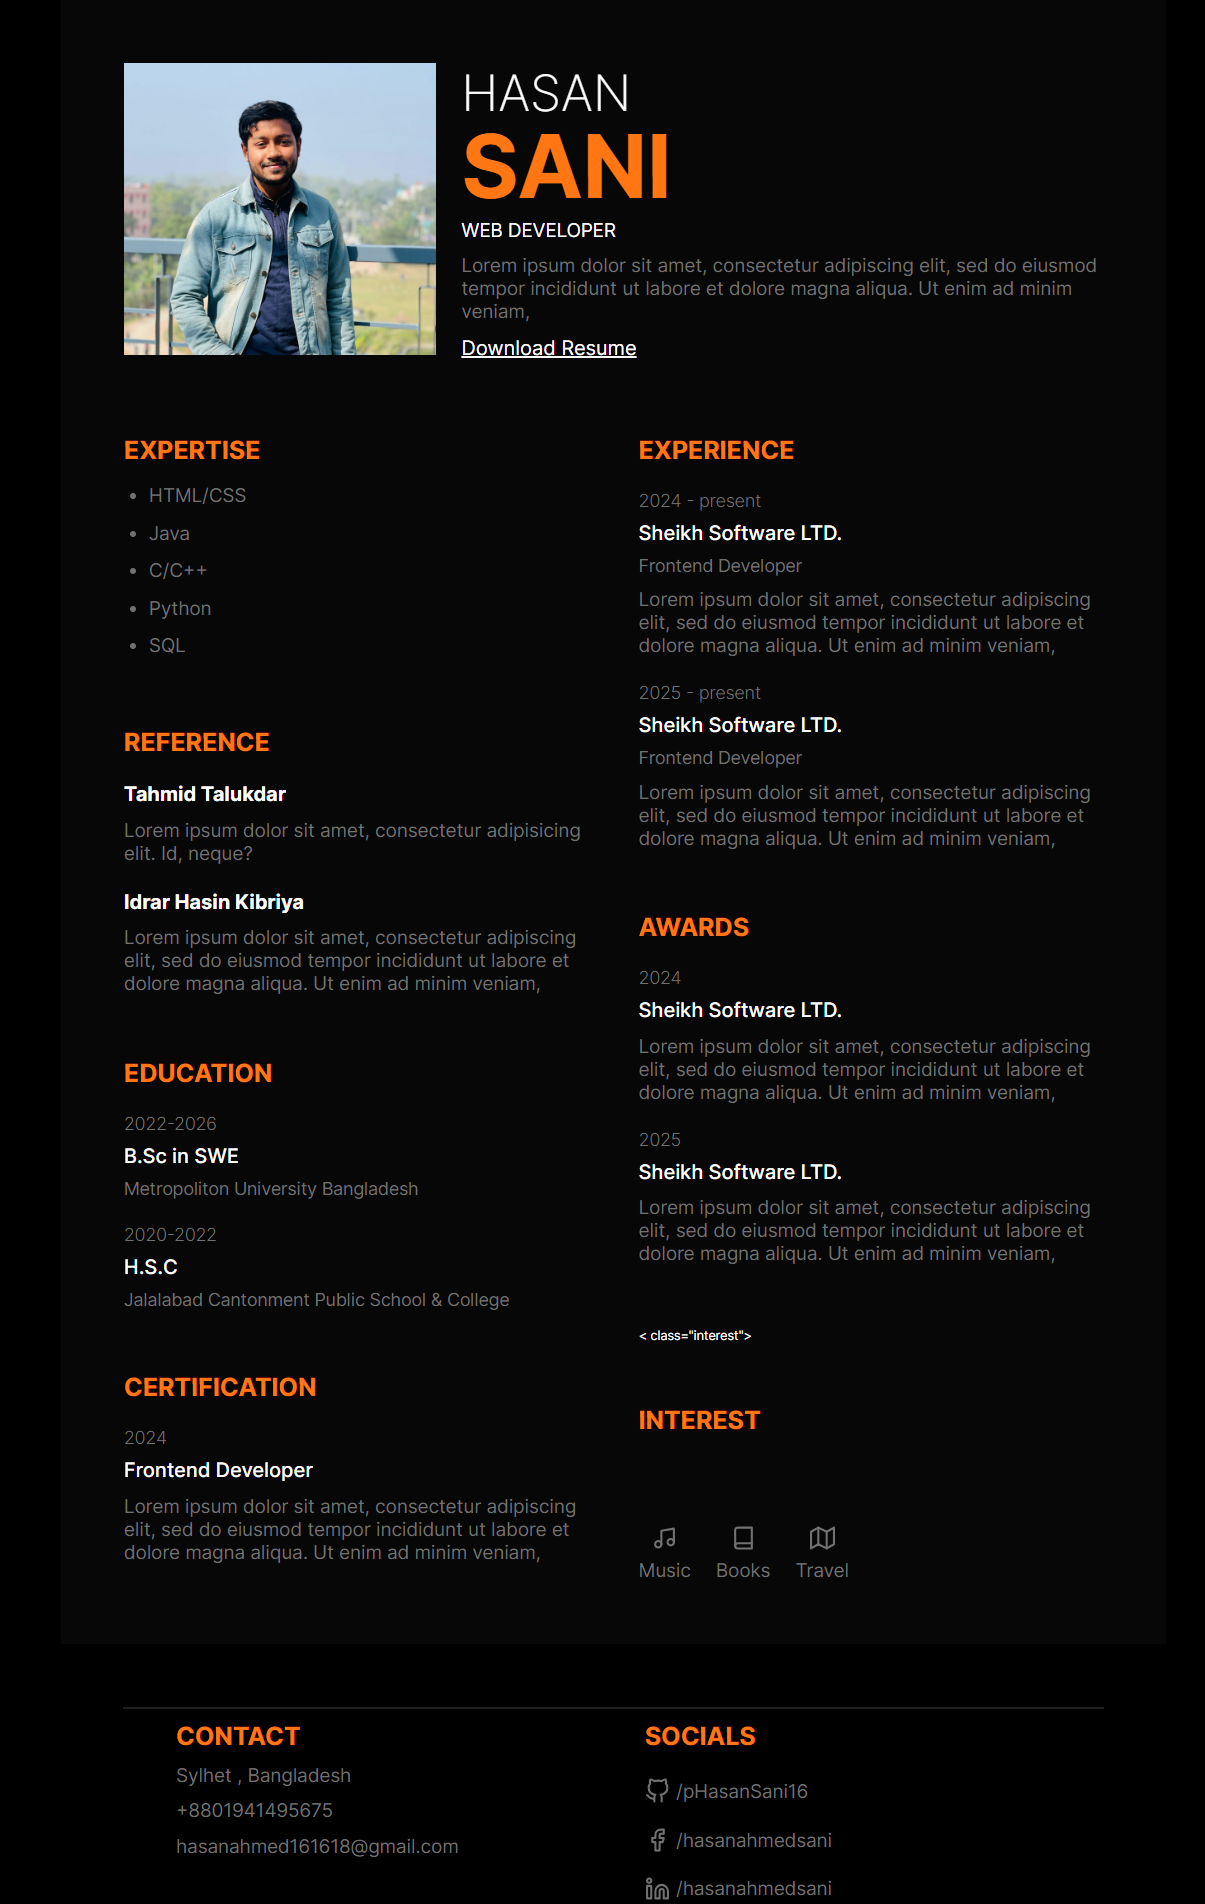 HASAN
SANI
WEB DEVELOPER
Lorem ipsum dolor sit amet, consectetur adipiscing elit, sed do eiusmod
tempor incididunt ut labore et dolore magna aliqua. Ut enim ad minim
veniam,
Download Resume
EXPERTISE
• HTML/CSS
• Java
• C/C++
• Python
• SQL
REFERENCE
Tahmid Talukdar
Lorem ipsum dolor sit amet, consectetur adipisicing
elit. Id, neque?
Idrar Hasin Kibriya
Lorem ipsum dolor sit amet, consectetur adipiscing
elit, sed do eiusmod tempor incididunt ut labore et
dolore magna aliqua. Ut enim ad minim veniam,
EDUCATION
2022-2026
B.Sc in SWE
Metropoliton University Bangladesh
2020-2022
H.S.C
Jalalabad Cantonment Public School & College
CERTIFICATION
2024
Frontend Developer
Lorem ipsum dolor sit amet, consectetur adipiscing
elit, sed do eiusmod tempor incididunt ut labore et
dolore magna aliqua. Ut enim ad minim veniam,
EXPERIENCE
2024 - present
Sheikh Software LTD.
Frontend Developer
Lorem ipsum dolor sit amet, consectetur adipiscing
elit, sed do eiusmod tempor incididunt ut labore et
dolore magna aliqua. Ut enim ad minim veniam,
2025 - present
Sheikh Software LTD.
Frontend Developer
Lorem ipsum dolor sit amet, consectetur adipiscing
elit, sed do eiusmod tempor incididunt ut labore et
dolore magna aliqua. Ut enim ad minim veniam,
AWARDS
2024
Sheikh Software LTD.
Lorem ipsum dolor sit amet, consectetur adipiscing
elit, sed do eiusmod tempor incididunt ut labore et
dolore magna aliqua. Ut enim ad minim veniam,
2025
Sheikh Software LTD.
Lorem ipsum dolor sit amet, consectetur adipiscing
elit, sed do eiusmod tempor incididunt ut labore et
dolore magna aliqua. Ut enim ad minim veniam,
< class="interest">
INTEREST
Music Books Travel
CONTACT
Sylhet , Bangladesh
+8801941495675
hasanahmed161618@gmail.com
SOCIALS
/pHasanSani16
/hasanahmedsani
/hasanahmedsani